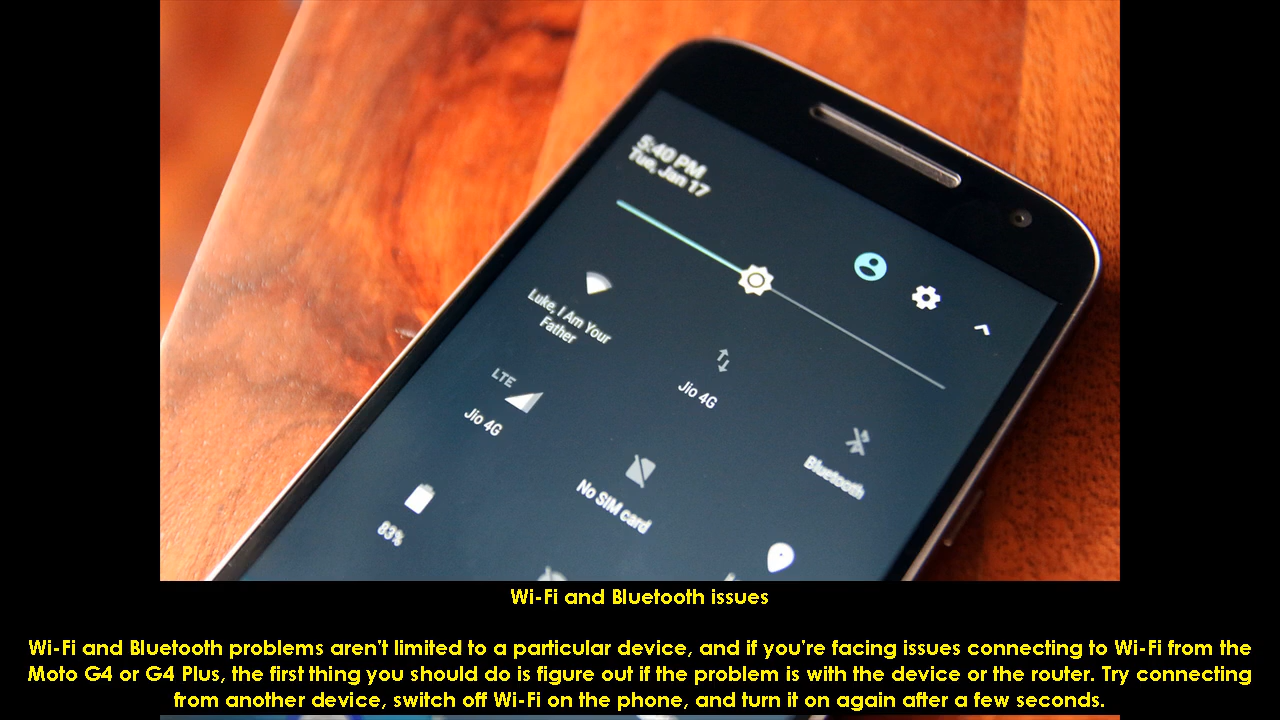 5:40 PM
Tue, Jan 17
Luke, I Am Your
Father
Jio 4G
LTE
Jio 4G
Bluetooth
No SIM card
83%
Wi-Fi and Bluetooth issues
Wi-Fi and Bluetooth problems aren't limited to a particular device, and if you're facing issues connecting to Wi-Fi from the
Moto G4 or G4 Plus, the first thing you should do is figure out if the problem is with the device or the router. Try connecting
from another device, switch off Wi-Fi on the phone, and turn it on again after a few seconds.